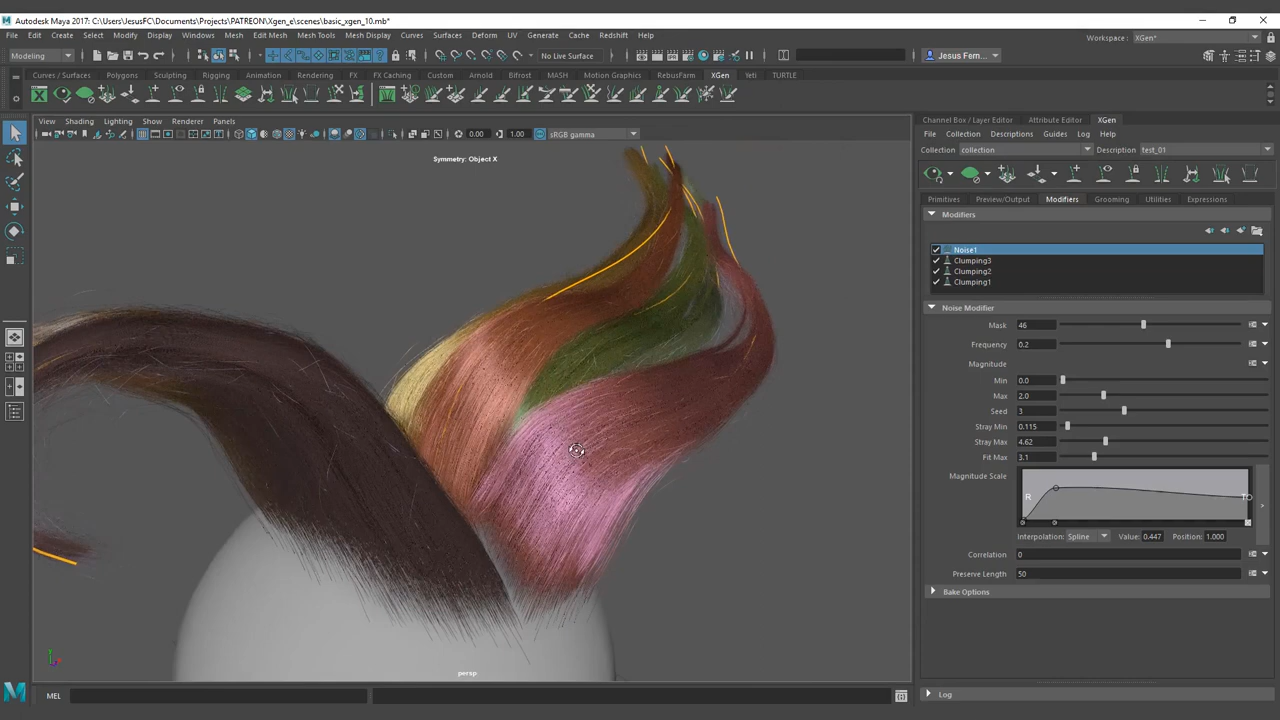 Autodesk Maya 2017: C:\Users\JesusFC\Documents\Projects\PATREON\Xgen_e\scenes\basic_xgen_10.mb*
File Edit Create Select Modify Display Windows Mesh Edit Mesh Mesh Tools Mesh Display Curves Surfaces Deform UV Generate Cache Redshift Help
Workspace : XGen*
Modeling
No Live Surface
Jesus Fern...
Curves / Surfaces Polygons Sculpting Rigging Animation Rendering FX FX Caching Custom Arnold Bifrost MASH Motion Graphics RebusFarm XGen Yeti TURTLE
View Shading Lighting Show Renderer Panels
0.00 1.00 sRGB gamma
Symmetry: Object X
persp
MEL
Channel Box / Layer Editor Attribute Editor XGen
File Collection Descriptions Guides Log Help
Collection collection Description test_01
Primitives Preview/Output Modifiers Grooming Utilities Expressions
Modifiers
Noise1
Clumping3
Clumping2
Clumping1
Noise Modifier
Mask 46
Frequency 0.2
Magnitude
Min 0.0
Max 2.0
Seed 3
Stray Min 0.115
Stray Max 4.62
Fit Max 3.1
Magnitude Scale
R
Interpolation: Spline Value: 0.447 Position: 1.000
Correlation 0
Preserve Length 50
Bake Options
Log